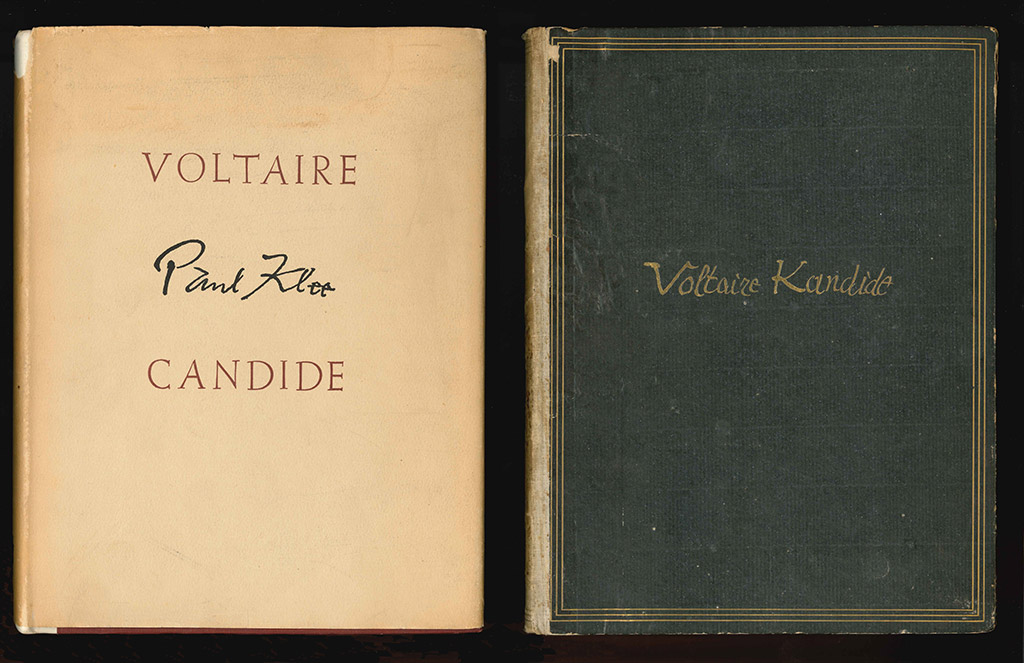 VOLTAIRE
Paul Klee
CANDIDE
Voltaire Kandide